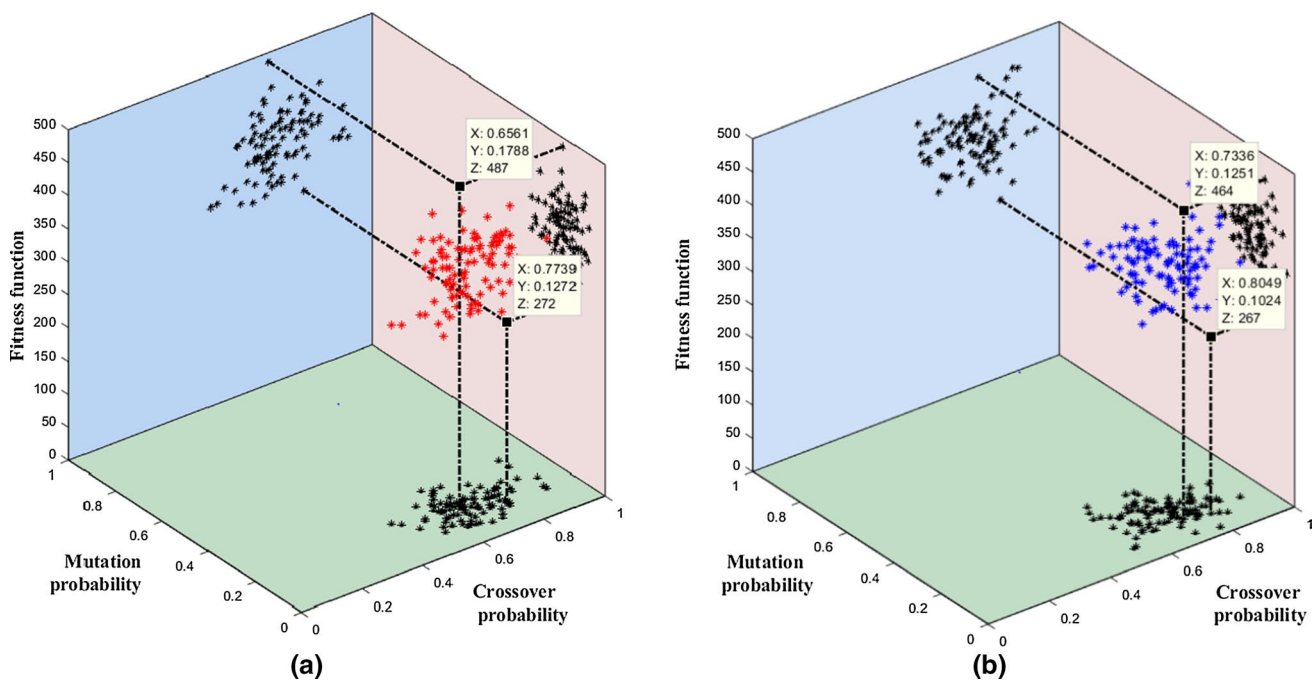 500
450
400
350
300
250
200
150
100
50
0
Fitness function
1
0.8
0.6
0.4
0.2
0
Mutation
probability
0
0.2
0.4
0.6
0.8
1
Crossover
probability
X: 0.6561
Y: 0.1788
Z: 487
X: 0.7739
Y: 0.1272
Z: 272
(a)
500
450
400
350
300
250
200
150
100
50
0
Fitness function
1
0.8
0.6
0.4
0.2
0
Mutation
probability
0
0.2
0.4
0.6
0.8
1
Crossover
probability
X: 0.7336
Y: 0.1251
Z: 464
X: 0.8049
Y: 0.1024
Z: 267
(b)